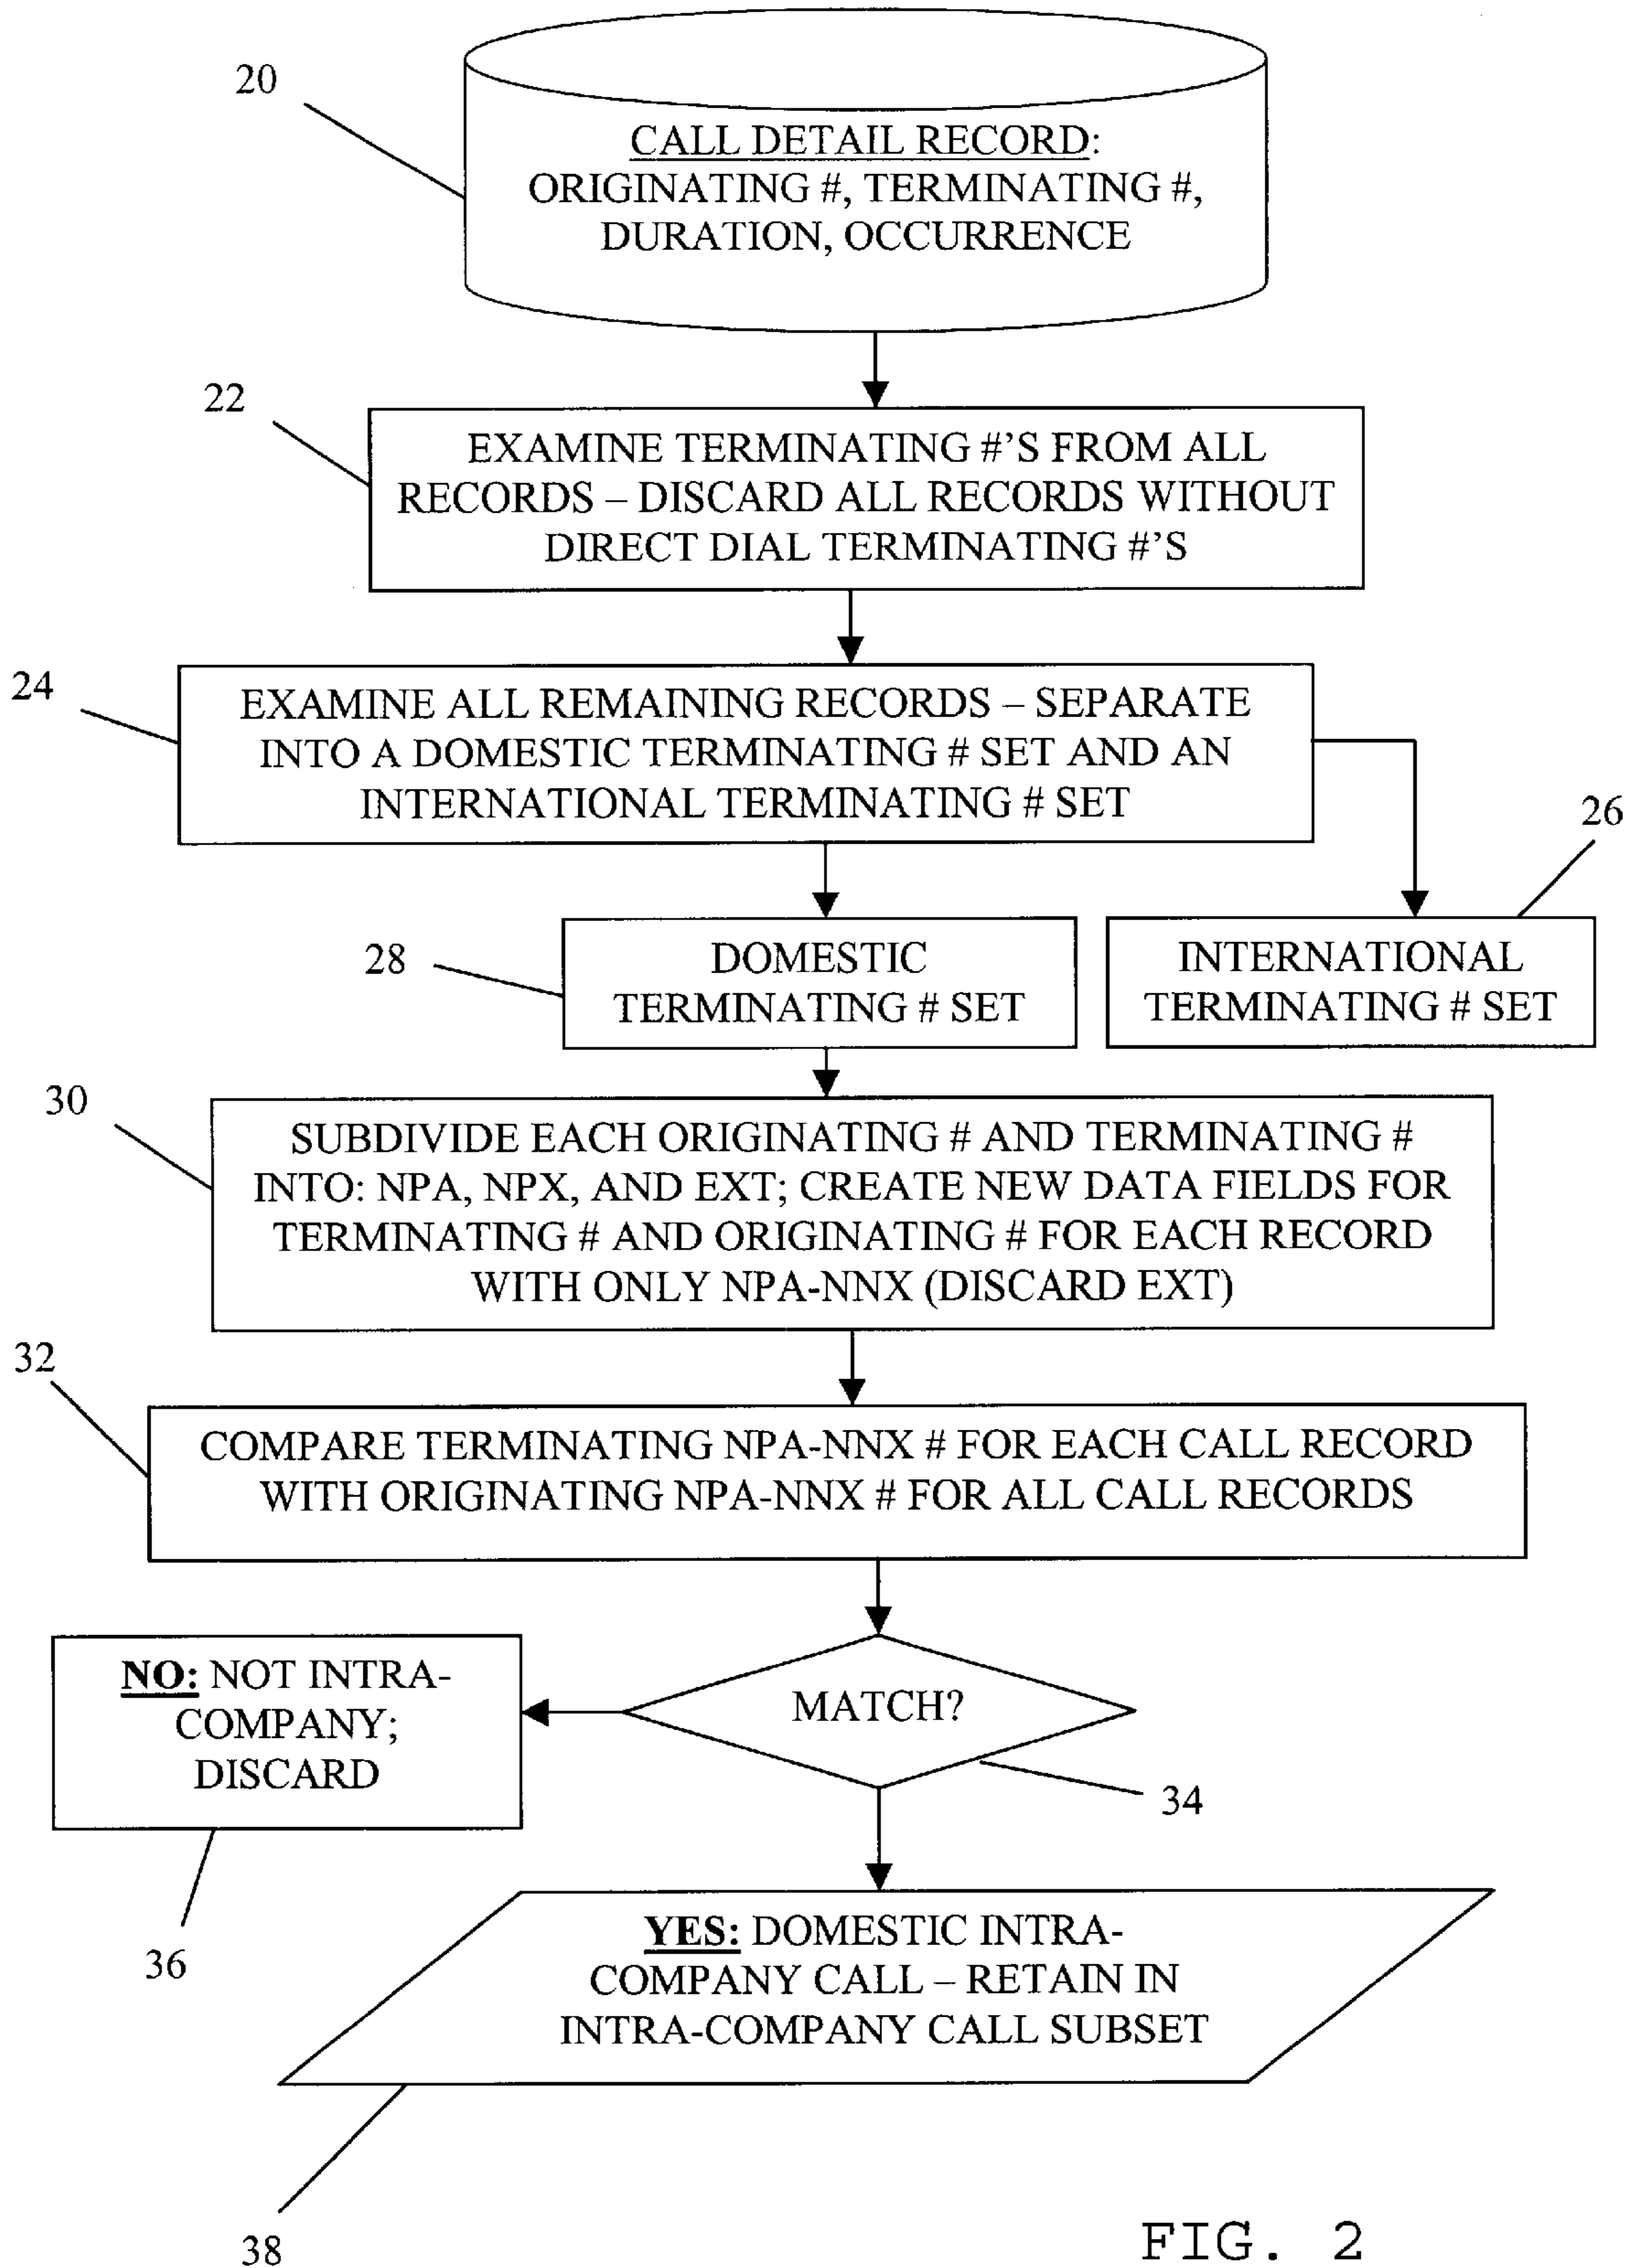 20
CALL DETAIL RECORD:
ORIGINATING #, TERMINATING #,
DURATION, OCCURRENCE
22
EXAMINE TERMINATING #'S FROM ALL
RECORDS – DISCARD ALL RECORDS WITHOUT
DIRECT DIAL TERMINATING #'S
24
EXAMINE ALL REMAINING RECORDS – SEPARATE
INTO A DOMESTIC TERMINATING # SET AND AN
INTERNATIONAL TERMINATING # SET
26
28
DOMESTIC
TERMINATING # SET
INTERNATIONAL
TERMINATING # SET
30
SUBDIVIDE EACH ORIGINATING # AND TERMINATING #
INTO: NPA, NPX, AND EXT; CREATE NEW DATA FIELDS FOR
TERMINATING # AND ORIGINATING # FOR EACH RECORD
WITH ONLY NPA-NNX (DISCARD EXT)
32
COMPARE TERMINATING NPA-NNX # FOR EACH CALL RECORD
WITH ORIGINATING NPA-NNX # FOR ALL CALL RECORDS
NO: NOT INTRA-
COMPANY;
DISCARD
MATCH?
34
36
YES: DOMESTIC INTRA-
COMPANY CALL – RETAIN IN
INTRA-COMPANY CALL SUBSET
38
FIG. 2